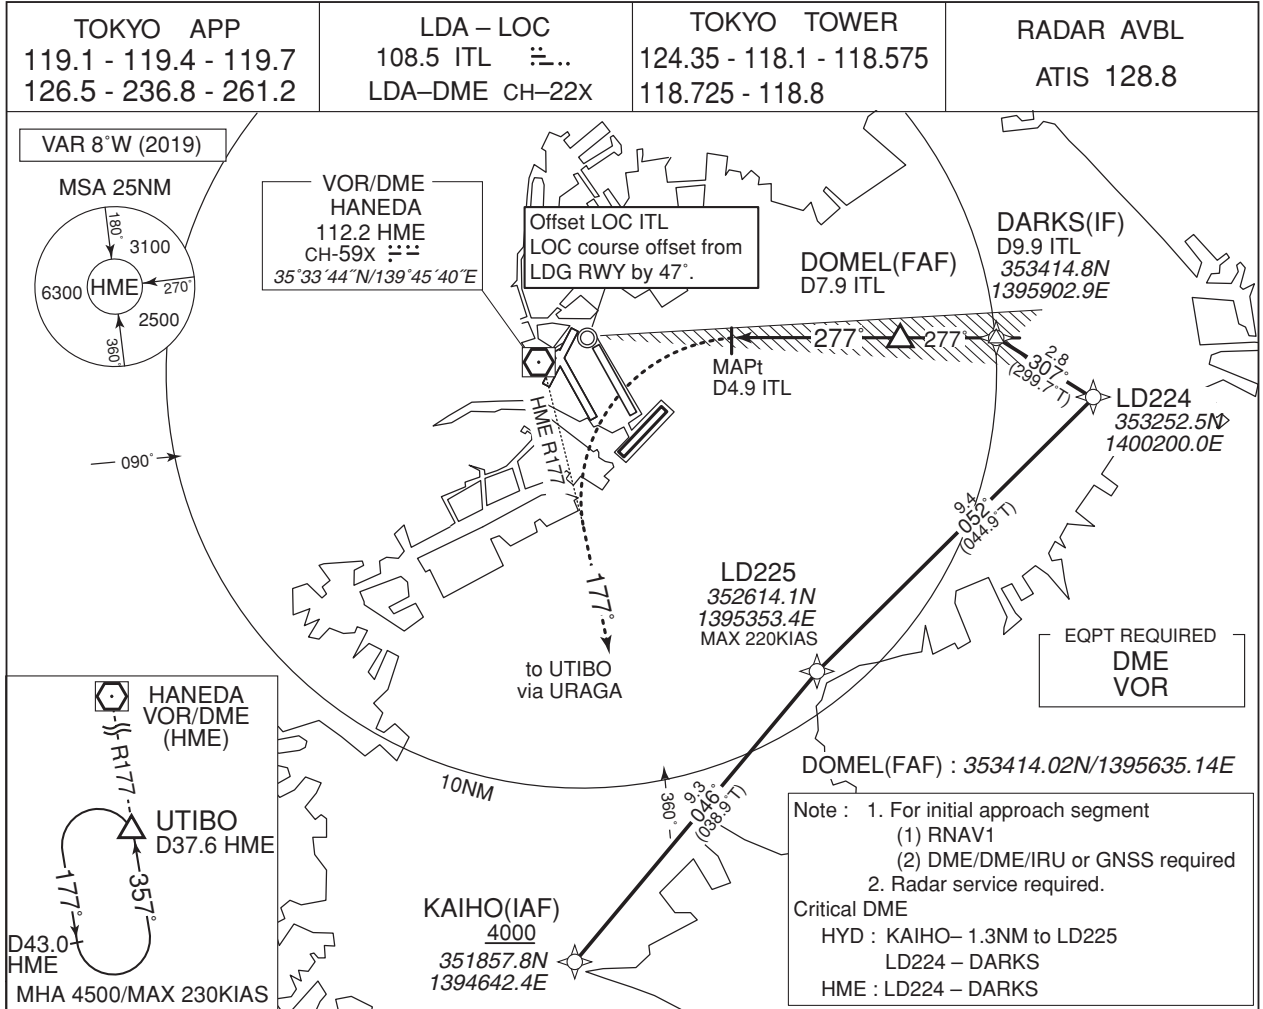 TOKYO APP
119.1 - 119.4 - 119.7
126.5 - 236.8 - 261.2
LDA – LOC
108.5 ITL
LDA–DME CH–22X
TOKYO TOWER
124.35 - 118.1 - 118.575
118.725 - 118.8
RADAR AVBL
ATIS 128.8
VAR 8°W (2019)
MSA 25NM
180°
3100
6300
HME
270°
2500
360°
VOR/DME
HANEDA
112.2 HME
CH-59X
35°33´44˝N/139°45´40˝E
Offset LOC ITL
LOC course offset from
LDG RWY by 47°.
DOMEL(FAF)
D7.9 ITL
DARKS(IF)
D9.9 ITL
353414.8N
1395902.9E
277°
277°
MAPt
D4.9 ITL
2.8
307°
(299.7°T)
LD224
353252.5N
1400200.0E
HME R177
090°
9.4
052°
(044.9°T)
LD225
352614.1N
1395353.4E
MAX 220KIAS
177°
to UTIBO
via URAGA
EQPT REQUIRED
DME
VOR
HANEDA
VOR/DME
(HME)
R177
UTIBO
D37.6 HME
177°
357°
D43.0
HME
MHA 4500/MAX 230KIAS
10NM
360°
9.3
046°
(038.9°T)
DOMEL(FAF) : 353414.02N/1395635.14E
KAIHO(IAF)
4000
351857.8N
1394642.4E
Note : 1. For initial approach segment
(1) RNAV1
(2) DME/DME/IRU or GNSS required
2. Radar service required.
Critical DME
HYD : KAIHO– 1.3NM to LD225
LD224 – DARKS
HME : LD224 – DARKS